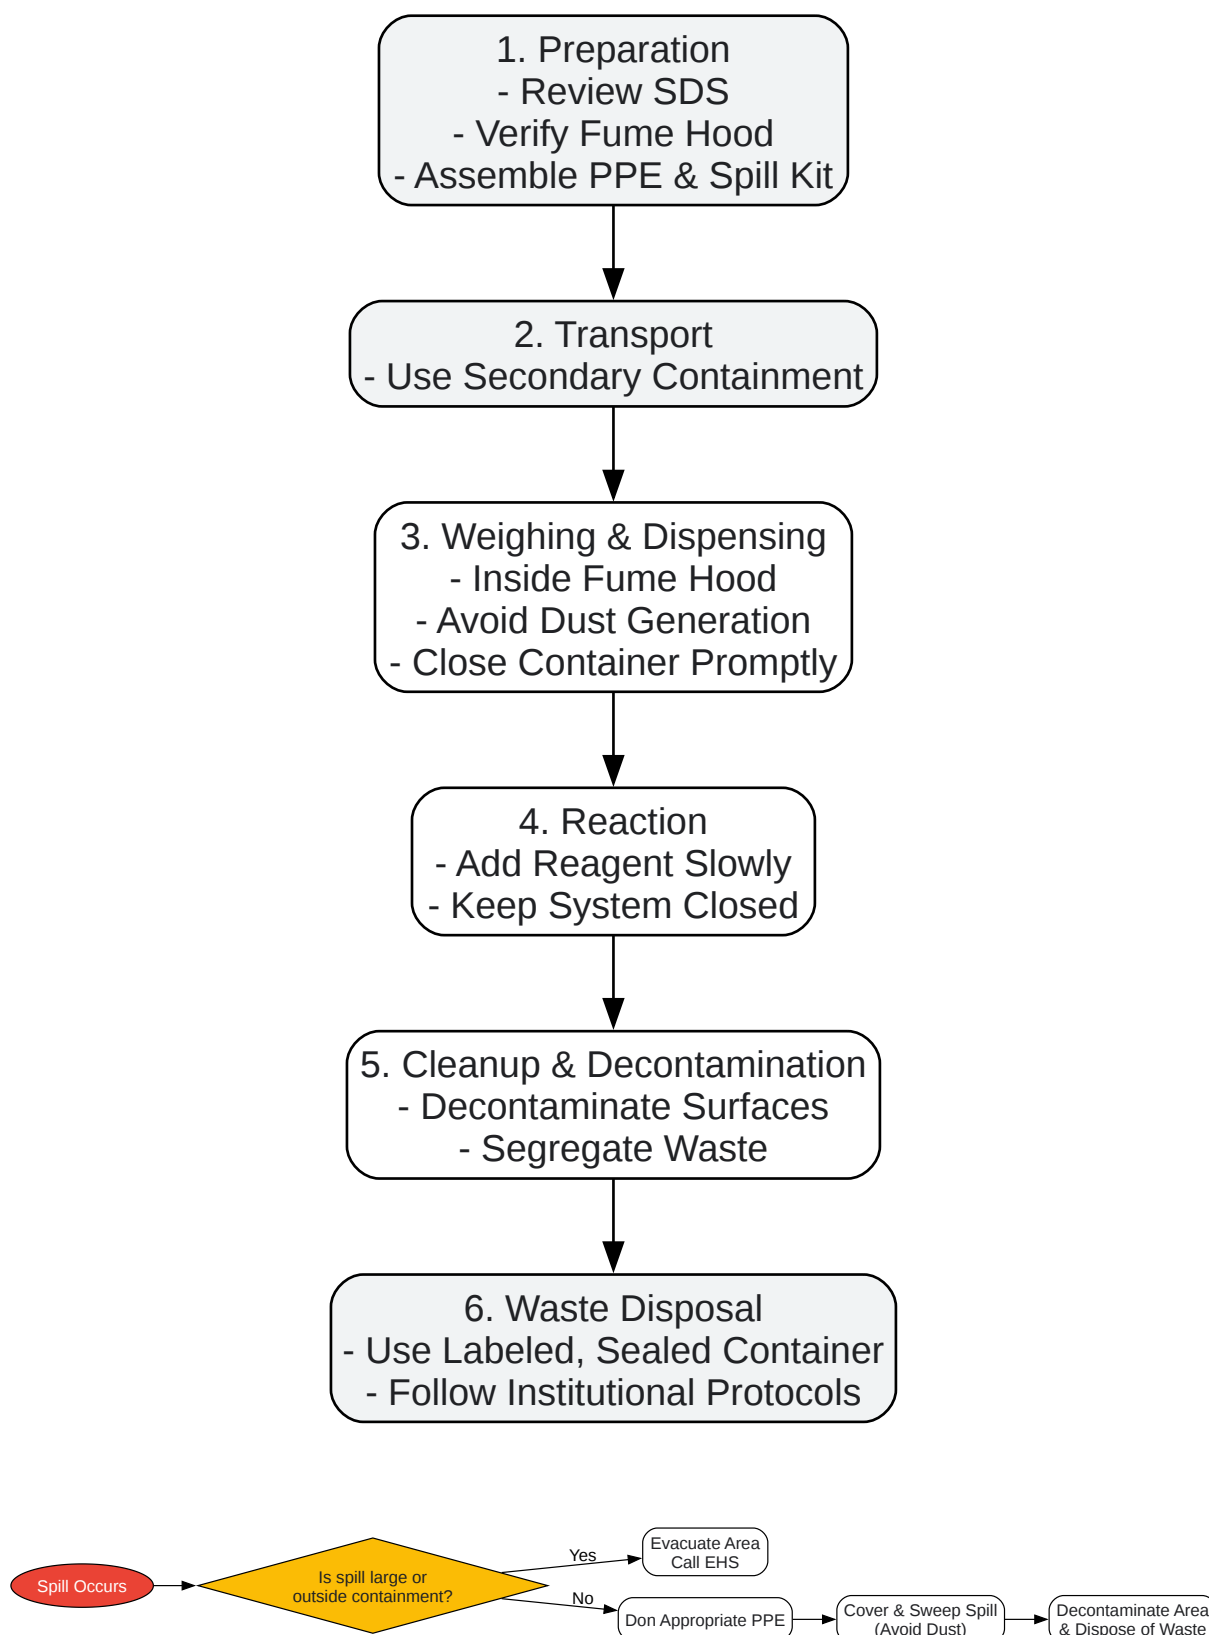 1. Preparation
- Review SDS
- Verify Fume Hood
- Assemble PPE & Spill Kit
2. Transport
- Use Secondary Containment
3. Weighing & Dispensing
- Inside Fume Hood
- Avoid Dust Generation
- Close Container Promptly
4. Reaction
- Add Reagent Slowly
- Keep System Closed
5. Cleanup & Decontamination
- Decontaminate Surfaces
- Segregate Waste
6. Waste Disposal
- Use Labeled, Sealed Container
- Follow Institutional Protocols
Spill Occurs
Is spill large or
outside containment?
Yes
Evacuate Area
Call EHS
No
Don Appropriate PPE
Cover & Sweep Spill
(Avoid Dust)
Decontaminate Area
& Dispose of Waste